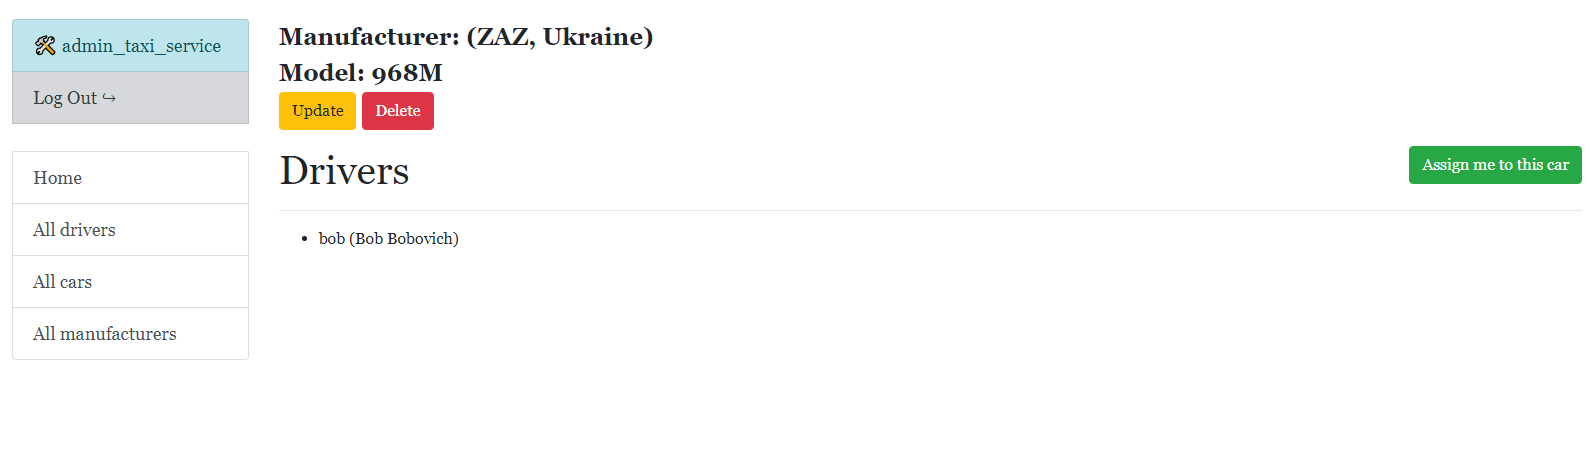 🛠 admin_taxi_service
Log Out ↪
Home
All drivers
All cars
All manufacturers
Manufacturer: (ZAZ, Ukraine)
Model: 968M
Update Delete
Drivers
Assign me to this car
• bob (Bob Bobovich)